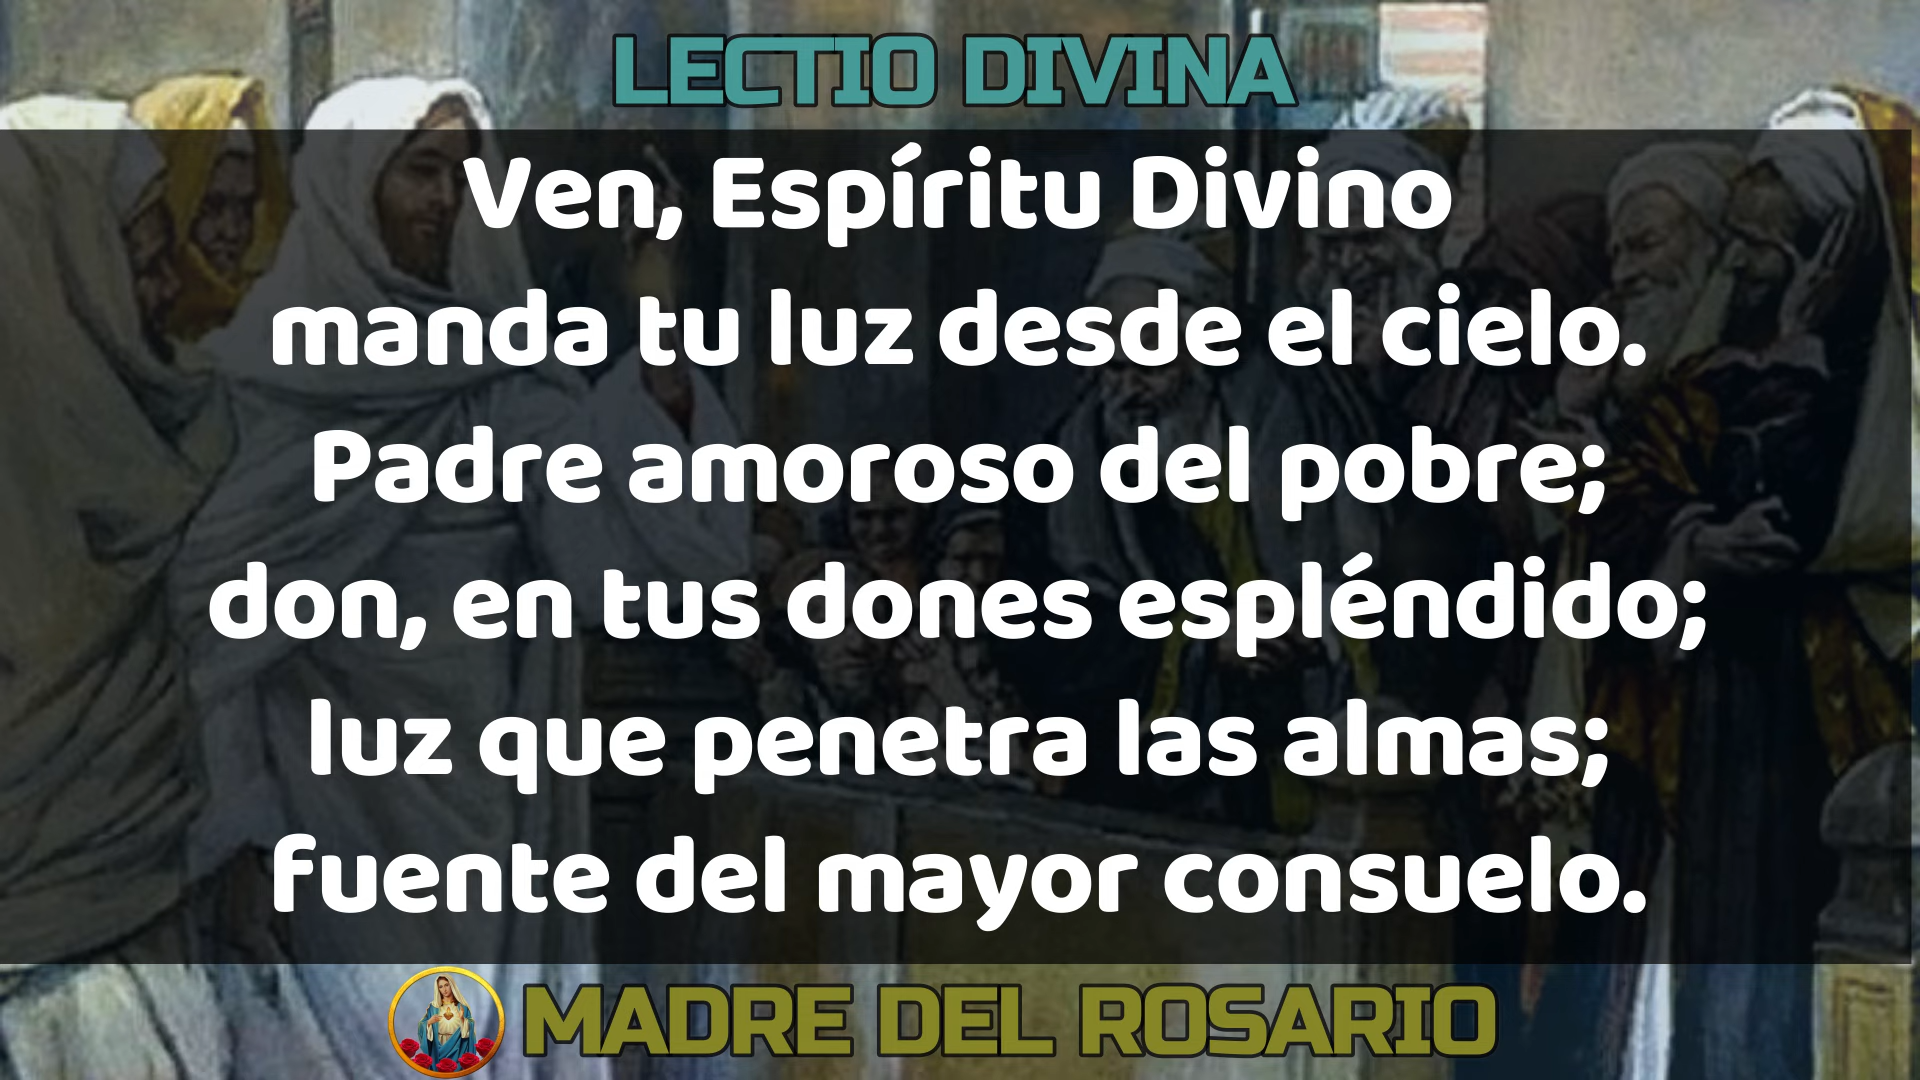 LECTIO DIVINA
Ven, Espíritu Divino
manda tu luz desde el cielo.
Padre amoroso del pobre;
don, en tus dones espléndido;
luz que penetra las almas;
fuente del mayor consuelo.
MADRE DEL ROSARIO